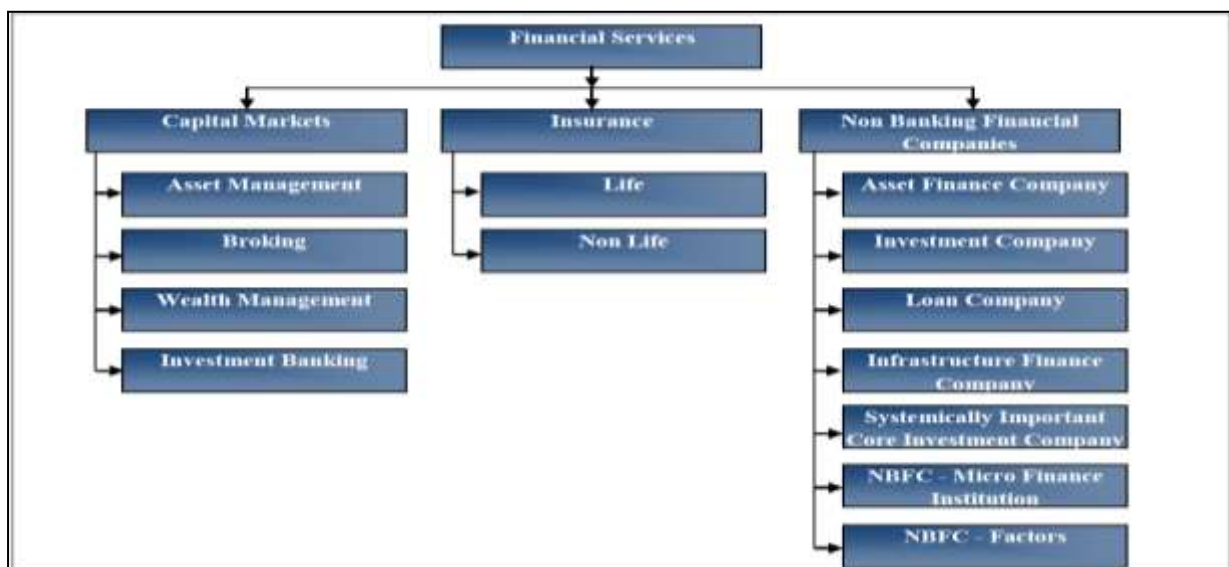 Financial Services
Capital Markets
Asset Management
Broking
Wealth Management
Investment Banking
Insurance
Life
Non Life
Non Banking Financial
Companies
Asset Finance Company
Investment Company
Loan Company
Infrastructure Finance
Company
Systemically Important
Core Investment Company
NBFC - Micro Finance
Institution
NBFC - Factors